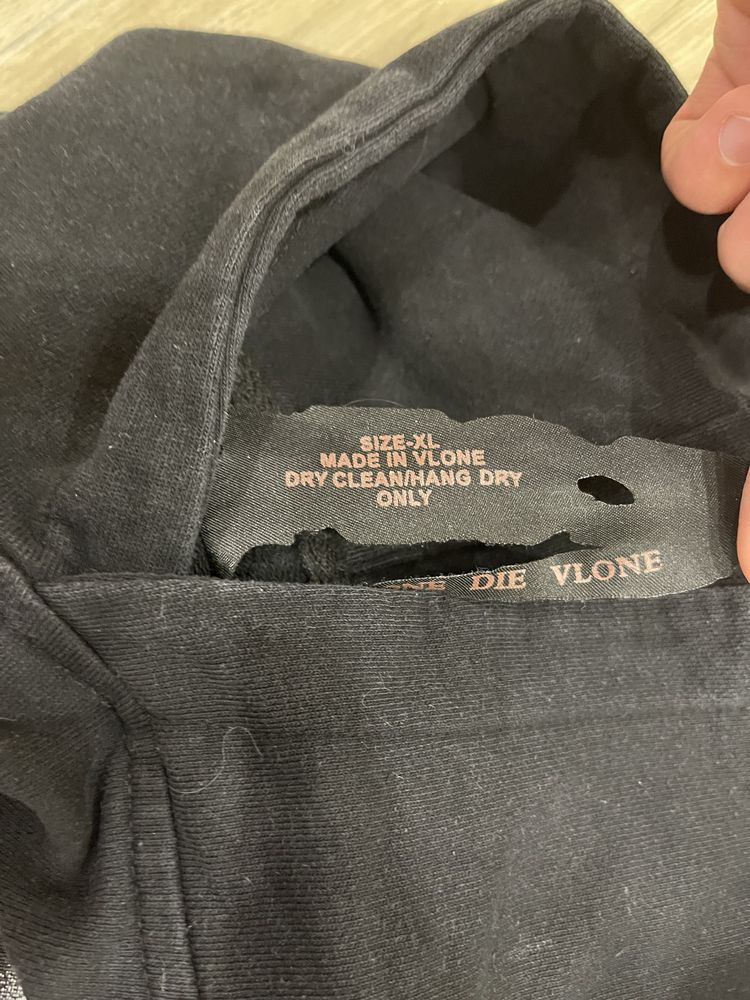 SIZE-XL
MADE IN VLONE
DRY CLEAN/HANG DRY
ONLY
DIE VLONE